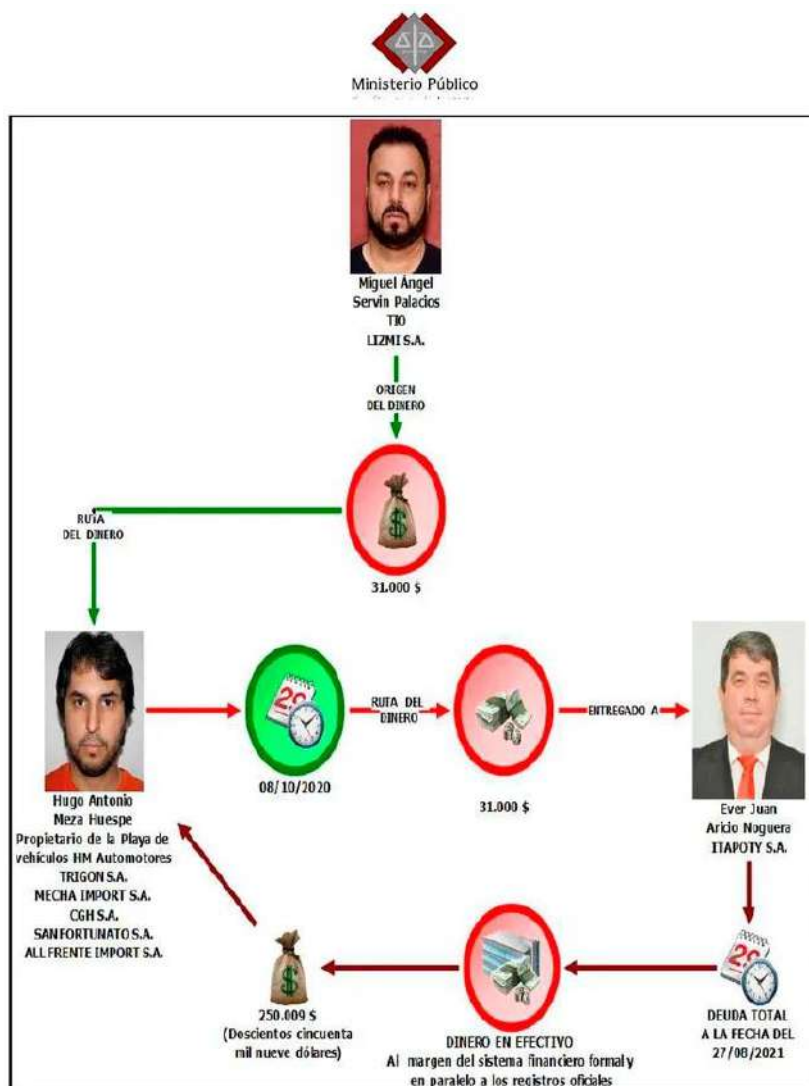 Ministerio Público
Miguel Ángel
Servin Palacios
TIO
LIZMI S.A.
ORIGEN
DEL DINERO
RUTA
DEL DINERO
31.000 $
Hugo Antonio
Meza Huespe
Propietario de la Playa de
vehículos HM Automotores
TRIGON S.A.
MECHA IMPORT S.A.
CGH S.A.
SANFORTUNATO S.A.
ALL FRENTE IMPORT S.A.
08/10/2020
RUTA DEL
DINERO
31.000 $
ENTREGADO A
Ever Juan
Aricio Noguera
ITAPOTY S.A.
DEUDA TOTAL
A LA FECHA DEL
27/08/2021
DINERO EN EFECTIVO
Al margen del sistema financiero formal y
en paralelo a los registros oficiales
250.009 $
(Descientos cincuenta
mil nueve dólares)